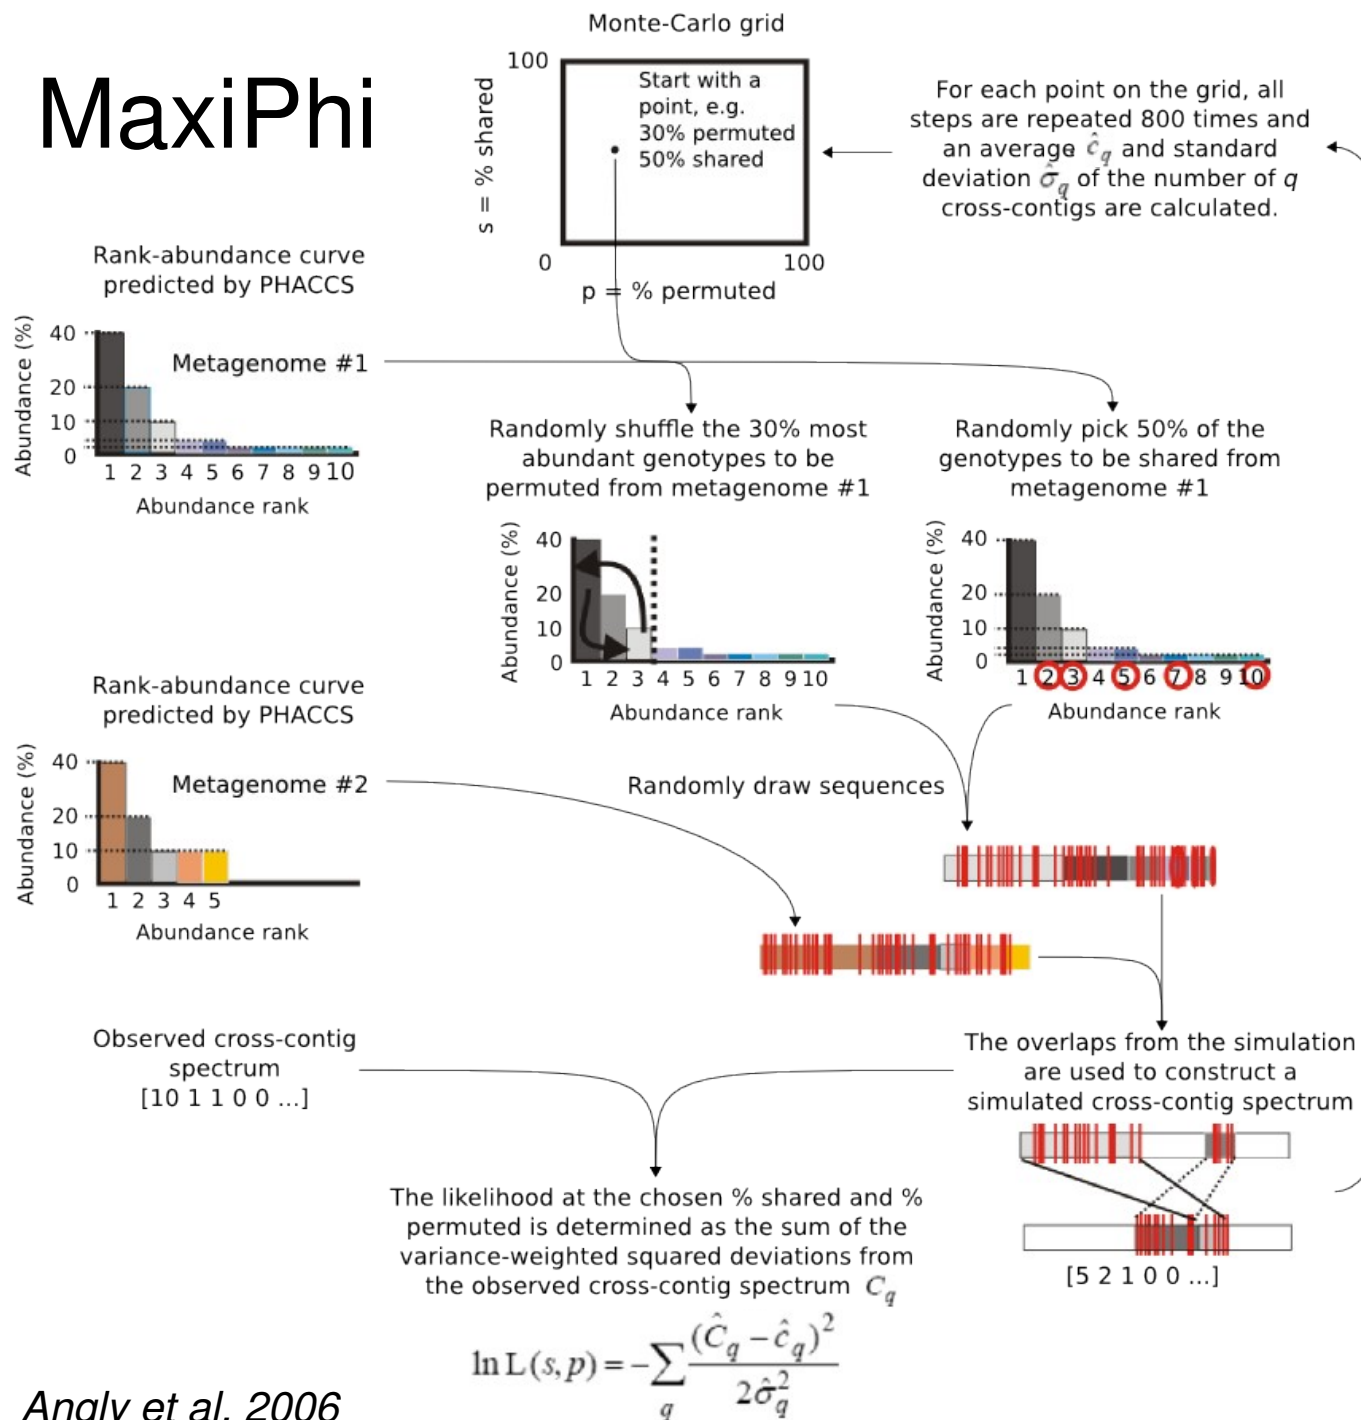 MaxiPhi
Monte-Carlo grid
100
s = % shared
Start with a
point, e.g.
30% permuted
50% shared
0
100
p = % permuted
For each point on the grid, all
steps are repeated 800 times and
an average ĉq and standard
deviation σ̂q of the number of q
cross-contigs are calculated.
Rank-abundance curve
predicted by PHACCS
Abundance (%)
40
20
10
0
Metagenome #1
1 2 3 4 5 6 7 8 9 10
Abundance rank
Randomly shuffle the 30% most
abundant genotypes to be
permuted from metagenome #1
Abundance (%)
40
20
10
0
1 2 3 4 5 6 7 8 9 10
Abundance rank
Randomly pick 50% of the
genotypes to be shared from
metagenome #1
Abundance (%)
40
20
10
0
1 2 3 4 5 6 7 8 9 10
Abundance rank
Rank-abundance curve
predicted by PHACCS
Abundance (%)
40
20
10
0
Metagenome #2
1 2 3 4 5
Abundance rank
Randomly draw sequences
Observed cross-contig
spectrum
[10 1 1 0 0 ...]
The overlaps from the simulation
are used to construct a
simulated cross-contig spectrum
[5 2 1 0 0 ...]
The likelihood at the chosen % shared and %
permuted is determined as the sum of the
variance-weighted squared deviations from
the observed cross-contig spectrum Cq
ln L(s, p) = −∑q (Ĉq − ĉq)² / 2σ̂q²
Angly et al. 2006